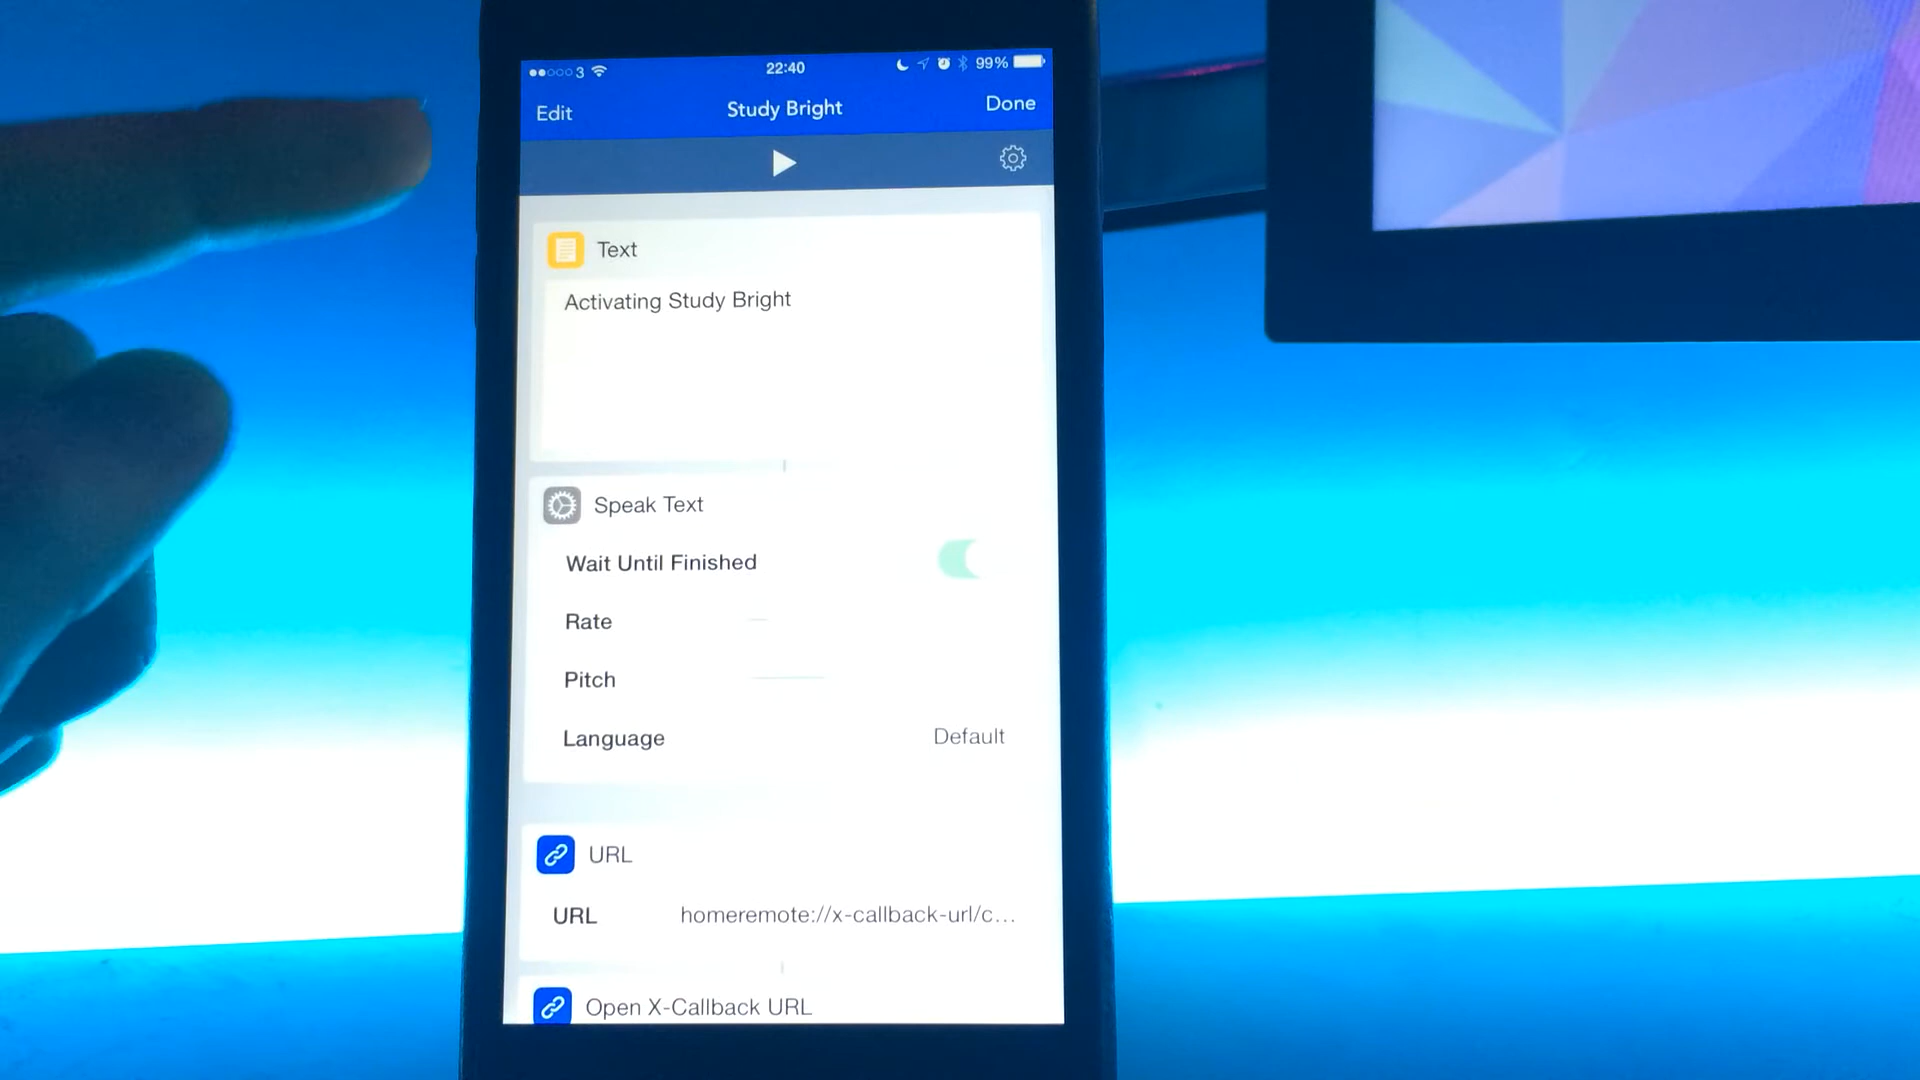 3 22:40 99%
Edit Study Bright Done
Text
Activating Study Bright
Speak Text
Wait Until Finished
Rate
Pitch
Language Default
URL
URL homeremote://x-callback-url/c...
Open X-Callback URL